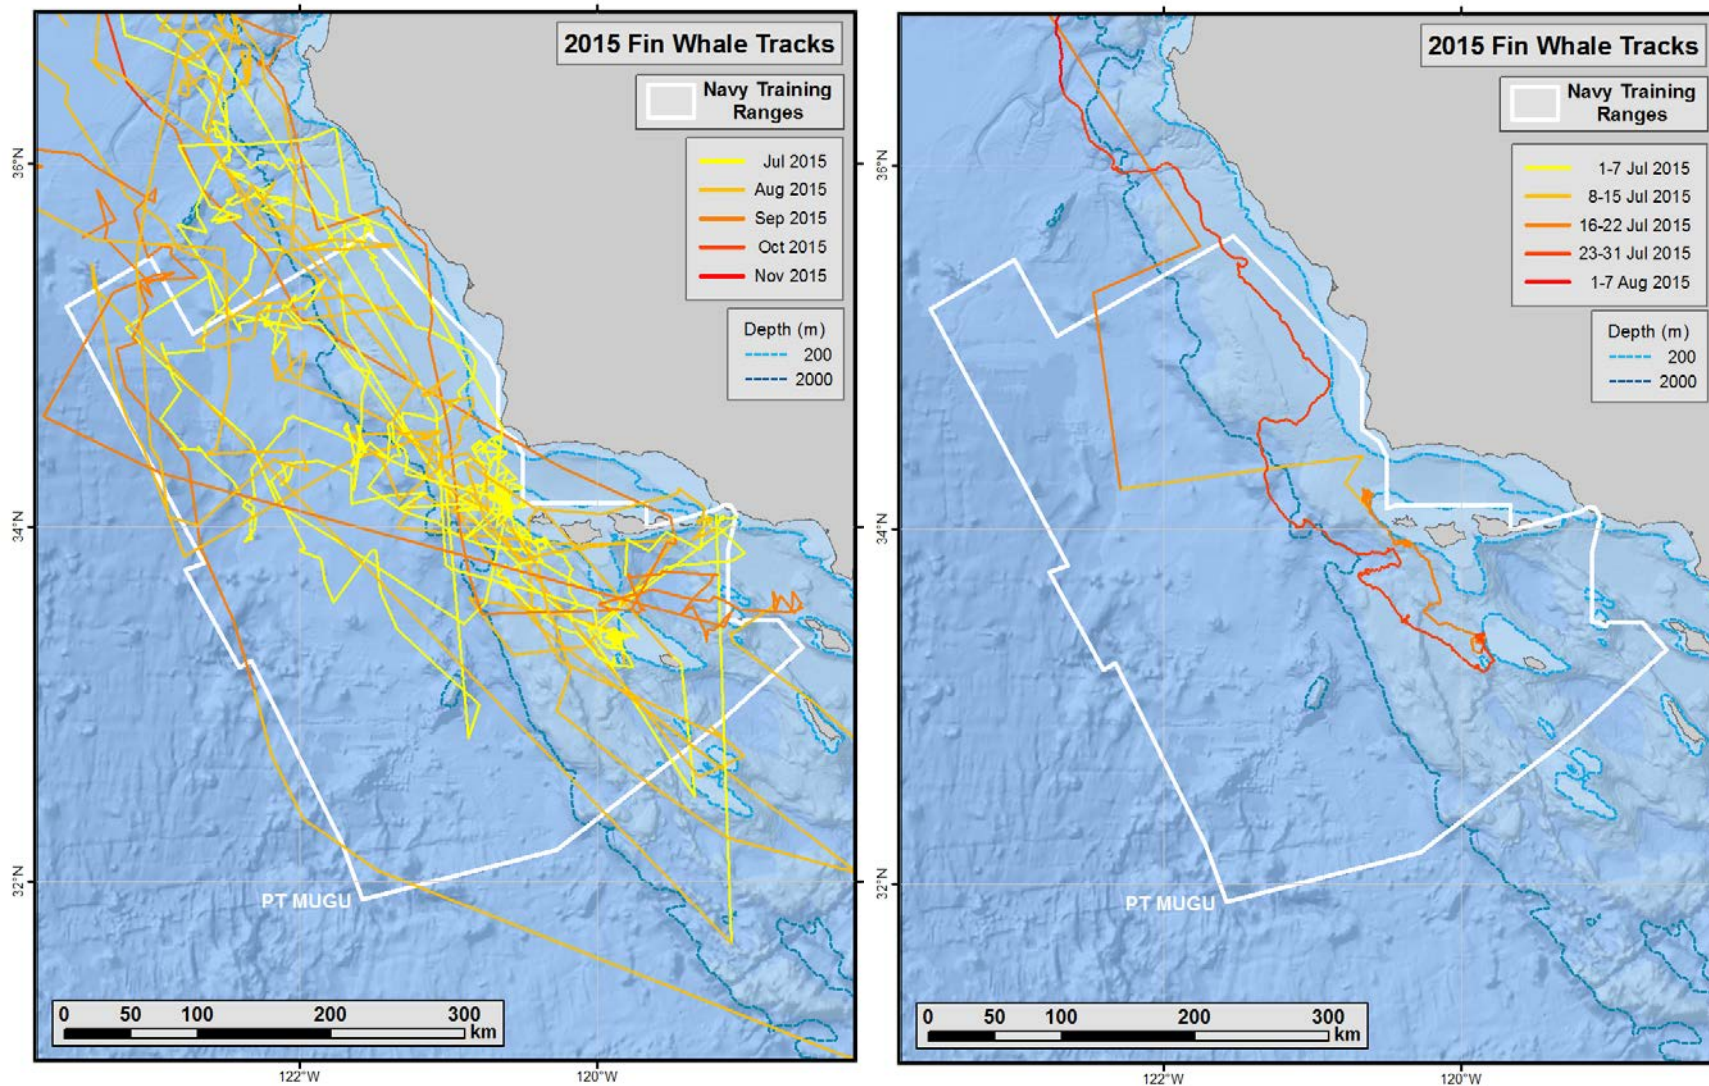 2015 Fin Whale Tracks
Navy Training
Ranges
Jul 2015
Aug 2015
Sep 2015
Oct 2015
Nov 2015
Depth (m)
200
2000
36°N
34°N
32°N
PT MUGU
0 50 100 200 300
km
122°W 120°W
2015 Fin Whale Tracks
Navy Training
Ranges
1-7 Jul 2015
8-15 Jul 2015
16-22 Jul 2015
23-31 Jul 2015
1-7 Aug 2015
Depth (m)
200
2000
36°N
34°N
32°N
PT MUGU
0 50 100 200 300
km
122°W 120°W